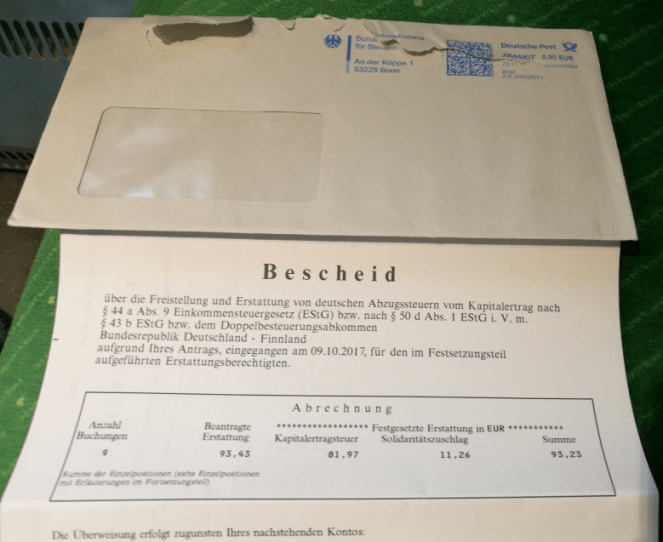 für Steuern
An der Küppe 1
53225 Bonn
Deutsche Post
FRANKIT 0,90 EUR
Bescheid
über die Freistellung und Erstattung von deutschen Abzugssteuern vom Kapitalertrag nach
§ 44 a Abs. 9 Einkommensteuergesetz (EStG) bzw. nach § 50 d Abs. 1 EStG i. V. m.
§ 43 b EStG bzw. dem Doppelbesteuerungsabkommen
Bundesrepublik Deutschland - Finnland
aufgrund Ihres Antrags, eingegangen am 09.10.2017, für den im Festsetzungsteil
aufgeführten Erstattungsberechtigten.
Abrechnung
Anzahl Beantragte ****************** Festgesetzte Erstattung in EUR ***********
Buchungen Erstattung Kapitalertragsteuer Solidaritätszuschlag Summe
9 93,43 81,97 11,26 93,23
Summe der Einzelpositionen (siehe Einzelpositionen
mit Erläuterungen im Fortsetzungsteil)
Die Überweisung erfolgt zugunsten Ihres nachstehenden Kontos: